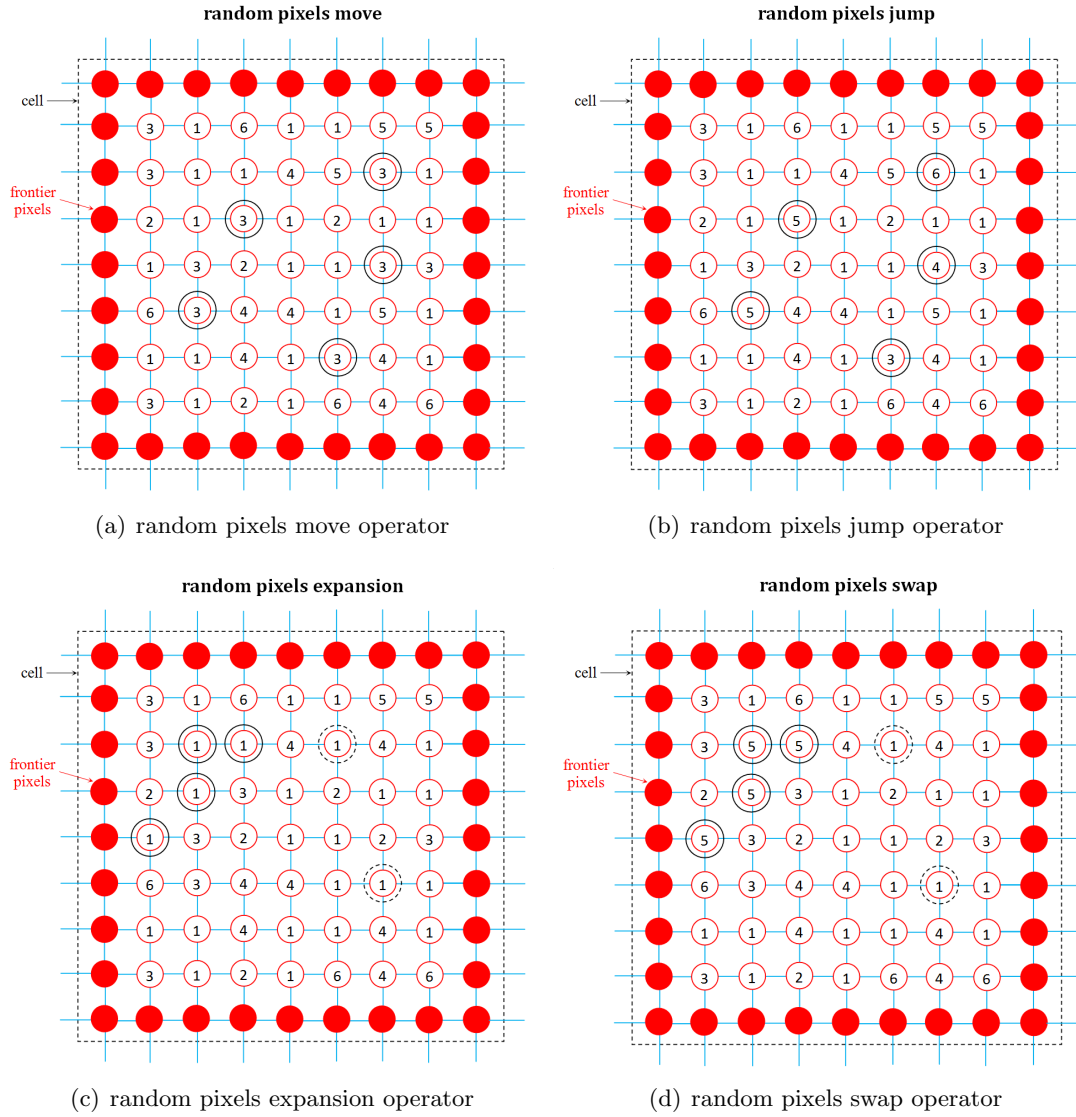 random pixels move
cell
3 1 6 1 1 5 5
3 1 1 4 5 3 1
frontier
pixels
2 1 3 1 2 1 1
1 3 2 1 1 3 3
6 3 4 4 1 5 1
1 1 4 1 3 4 1
3 1 2 1 6 4 6
(a) random pixels move operator
random pixels jump
cell
3 1 6 1 1 5 5
3 1 1 4 5 6 1
frontier
pixels
2 1 5 1 2 1 1
1 3 2 1 1 4 3
6 5 4 4 1 5 1
1 1 4 1 3 4 1
3 1 2 1 6 4 6
(b) random pixels jump operator
random pixels expansion
cell
3 1 6 1 1 5 5
3 1 1 4 1 4 1
frontier
pixels
2 1 3 1 2 1 1
1 3 2 1 1 2 3
6 3 4 4 1 1 1
1 1 4 1 1 4 1
3 1 2 1 6 4 6
(c) random pixels expansion operator
random pixels swap
cell
3 1 6 1 1 5 5
3 5 5 4 1 4 1
frontier
pixels
2 5 3 1 2 1 1
5 3 2 1 1 2 3
6 3 4 4 1 1 1
1 1 4 1 1 4 1
3 1 2 1 6 4 6
(d) random pixels swap operator